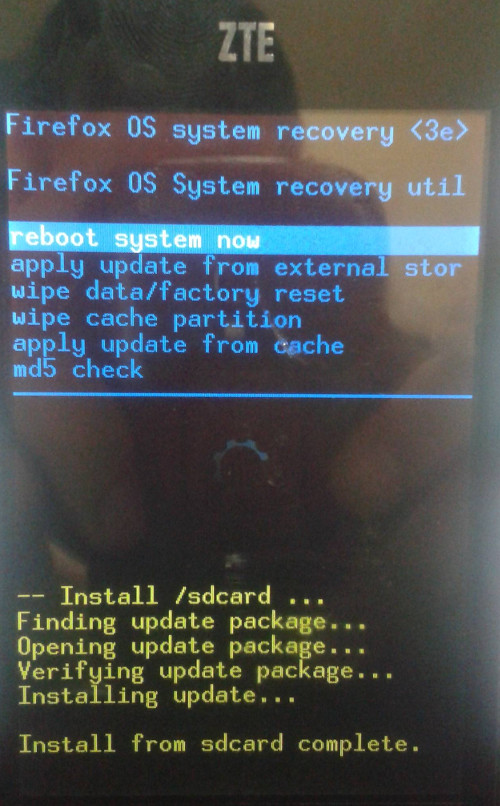 ZTE
Firefox OS system recovery <3e>
Firefox OS System recovery util
reboot system now
apply update from external stor
wipe data/factory reset
wipe cache partition
apply update from cache
md5 check
-- Install /sdcard ...
Finding update package...
Opening update package...
Verifying update package...
Installing update...
Install from sdcard complete.